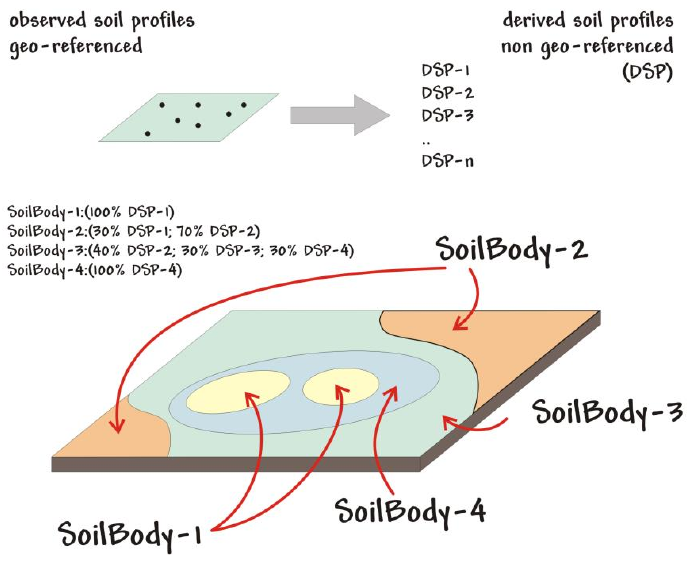 observed soil profiles
geo-referenced
derived soil profiles
non geo-referenced
(DSP)
DSP-1
DSP-2
DSP-3
..
DSP-n
SoilBody-1:(100% DSP-1)
SoilBody-2:(30% DSP-1; 70% DSP-2)
SoilBody-3:(40% DSP-2; 30% DSP-3; 30% DSP-4)
SoilBody-4:(100% DSP-4)
SoilBody-2
SoilBody-3
SoilBody-4
SoilBody-1